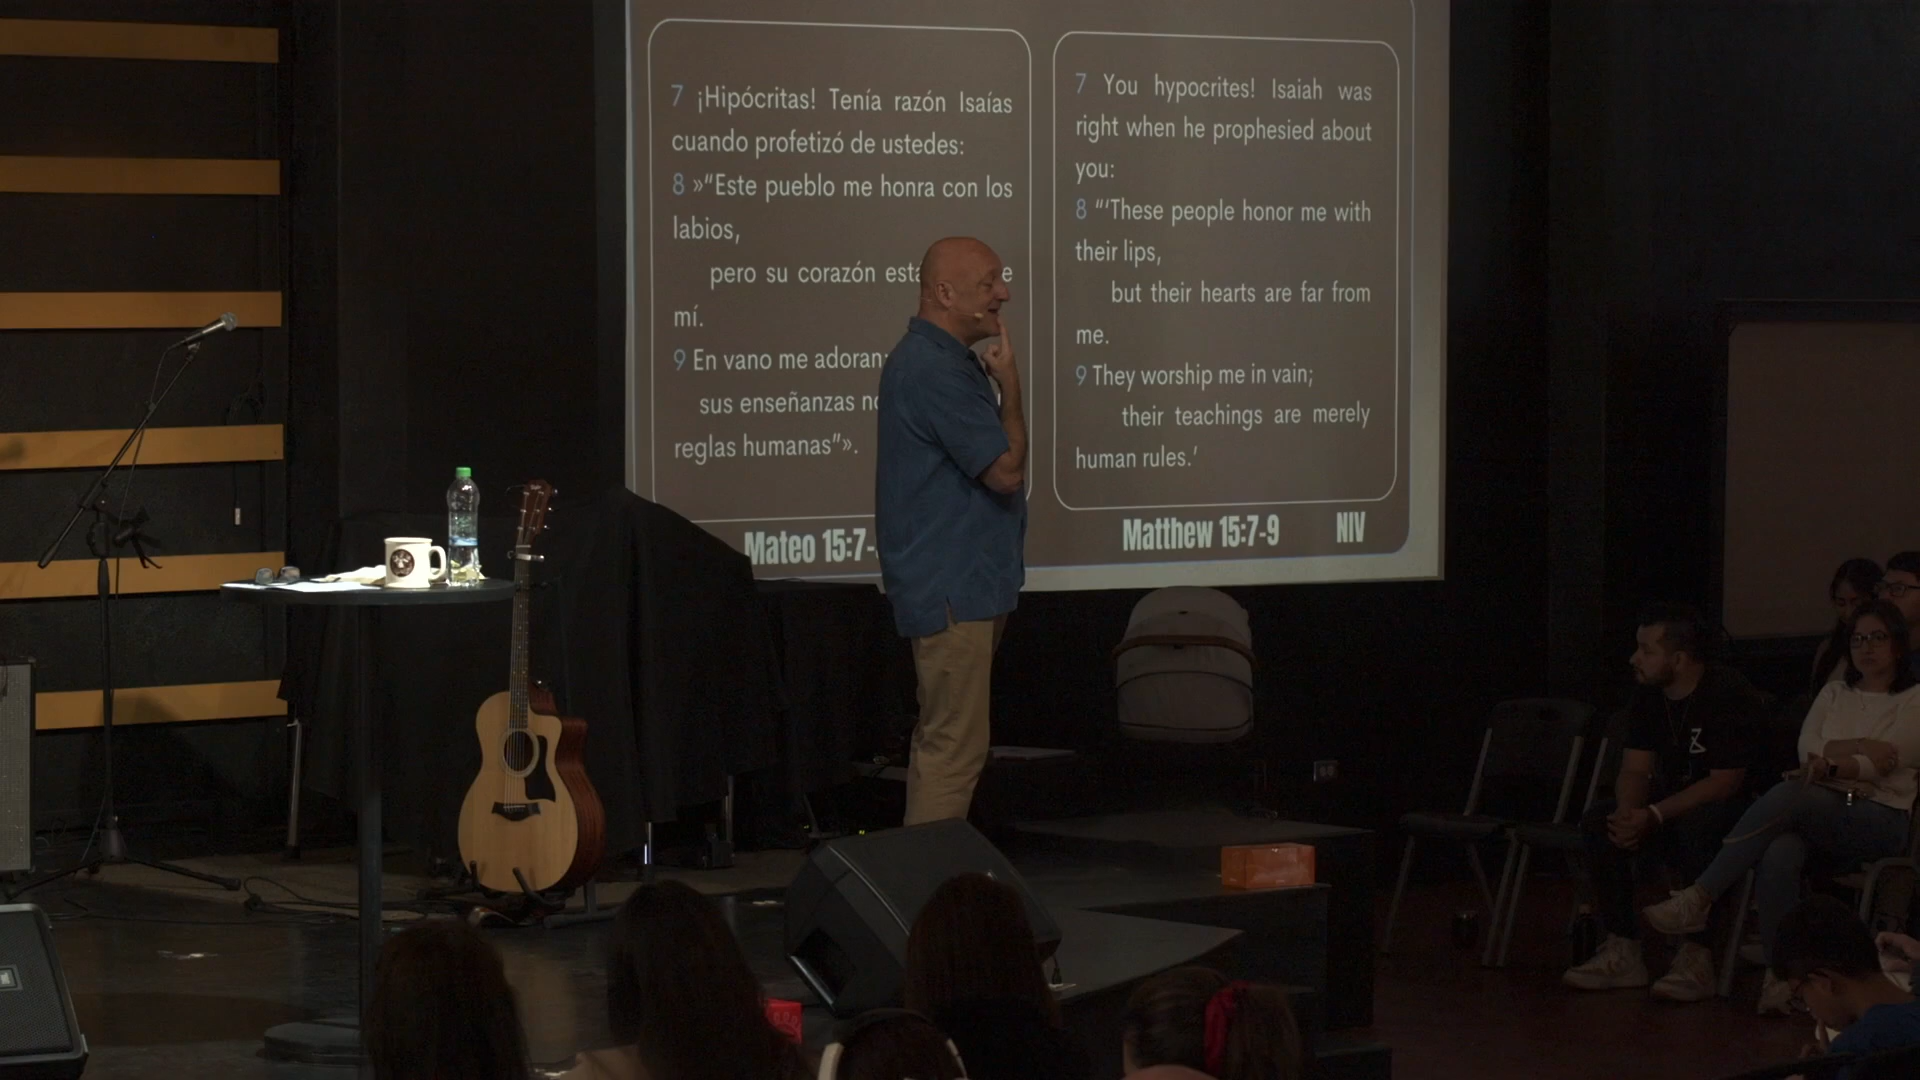 7 ¡Hipócritas! Tenía razón Isaías
cuando profetizó de ustedes:
8 »“Este pueblo me honra con los
labios,
pero su corazón
mí.
9 En vano me adoran;
sus enseñanzas
reglas humanas”».
Mateo 15:7-
7 You hypocrites! Isaiah was
right when he prophesied about
you:
8 “‘These people honor me with
their lips,
but their hearts are far from
me.
9 They worship me in vain;
their teachings are merely
human rules.’
Matthew 15:7-9 NIV